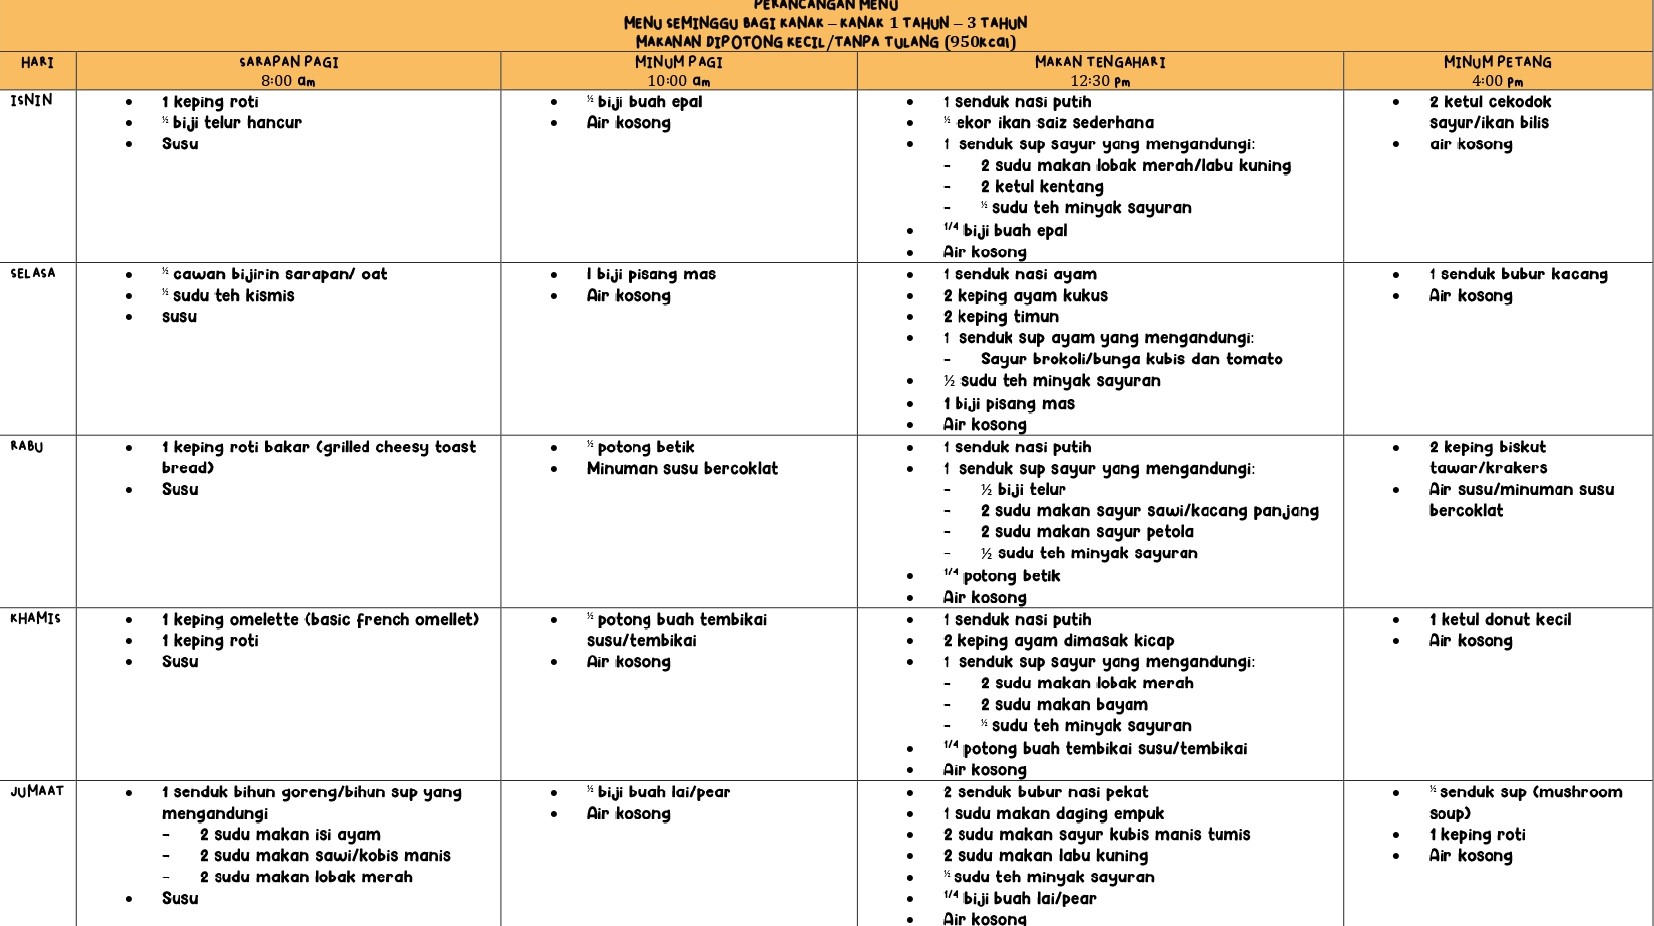 PERANCANGAN MENU
MENU SEMINGGU BAGI KANAK – KANAK 1 TAHUN – 3 TAHUN
MAKANAN DIPOTONG KECIL/TANPA TULANG (950Kcal)
HARI
SARAPAN PAGI
8:00 am
MINUM PAGI
10:00 am
MAKAN TENGAHARI
12:30 pm
MINUM PETANG
4:00 pm
ISNIN
• 1 keping roti
• ½ biji telur hancur
• Susu
• ½ biji buah epal
• Air kosong
• 1 senduk nasi putih
• ½ ekor ikan saiz sederhana
• 1 senduk sup sayur yang mengandungi:
- 2 sudu makan lobak merah/labu kuning
- 2 ketul kentang
- ½ sudu teh minyak sayuran
• 1/4 biji buah epal
• Air kosong
• 2 ketul cekodok
sayur/ikan bilis
• air kosong
SELASA
• ½ cawan bijirin sarapan/ oat
• ½ sudu teh kismis
• susu
• 1 biji pisang mas
• Air kosong
• 1 senduk nasi ayam
• 2 keping ayam kukus
• 2 keping timun
• 1 senduk sup ayam yang mengandungi:
- Sayur brokoli/bunga kubis dan tomato
• ½ sudu teh minyak sayuran
• 1 biji pisang mas
• Air kosong
• 1 senduk bubur kacang
• Air kosong
RABU
• 1 keping roti bakar (grilled cheesy toast
bread)
• Susu
• ½ potong betik
• Minuman susu bercoklat
• 1 senduk nasi putih
• 1 senduk sup sayur yang mengandungi:
- ½ biji telur
- 2 sudu makan sayur sawi/kacang panjang
- 2 sudu makan sayur petola
- ½ sudu teh minyak sayuran
• 1/4 potong betik
• Air kosong
• 2 keping biskut
tawar/krakers
• Air susu/minuman susu
bercoklat
KHAMIS
• 1 keping omelette (basic french omellet)
• 1 keping roti
• Susu
• ½ potong buah tembikai
susu/tembikai
• Air kosong
• 1 senduk nasi putih
• 2 keping ayam dimasak kicap
• 1 senduk sup sayur yang mengandungi:
- 2 sudu makan lobak merah
- 2 sudu makan bayam
- ½ sudu teh minyak sayuran
• 1/4 potong buah tembikai susu/tembikai
• Air kosong
• 1 ketul donut kecil
• Air kosong
JUMAAT
• 1 senduk bihun goreng/bihun sup yang
mengandungi
- 2 sudu makan isi ayam
- 2 sudu makan sawi/kobis manis
- 2 sudu makan lobak merah
• Susu
• ½ biji buah lai/pear
• Air kosong
• 2 senduk bubur nasi pekat
• 1 sudu makan daging empuk
• 2 sudu makan sayur kubis manis tumis
• 2 sudu makan labu kuning
• ½ sudu teh minyak sayuran
• 1/4 biji buah lai/pear
• Air kosong
• ½ senduk sup (mushroom
soup)
• 1 keping roti
• Air kosong